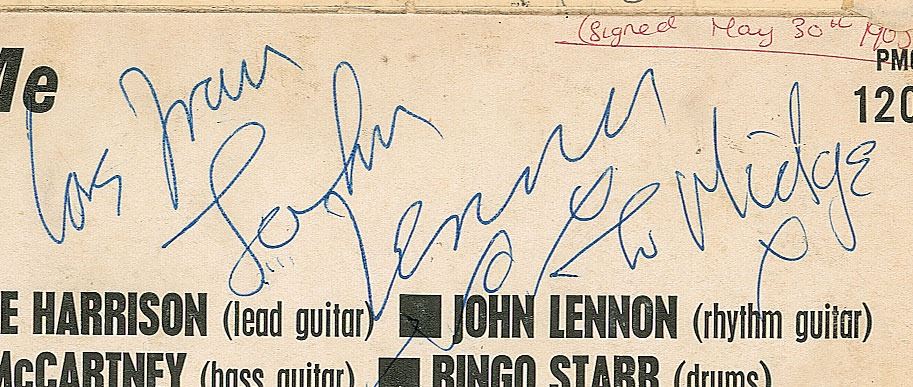 (Signed May 30th 1963
Me
PMC
120
Love from
John
Lennon
to Midge
E HARRISON (lead guitar) ■ JOHN LENNON (rhythm guitar)
McCARTNEY (bass guitar) ■ RINGO STARR (drums)